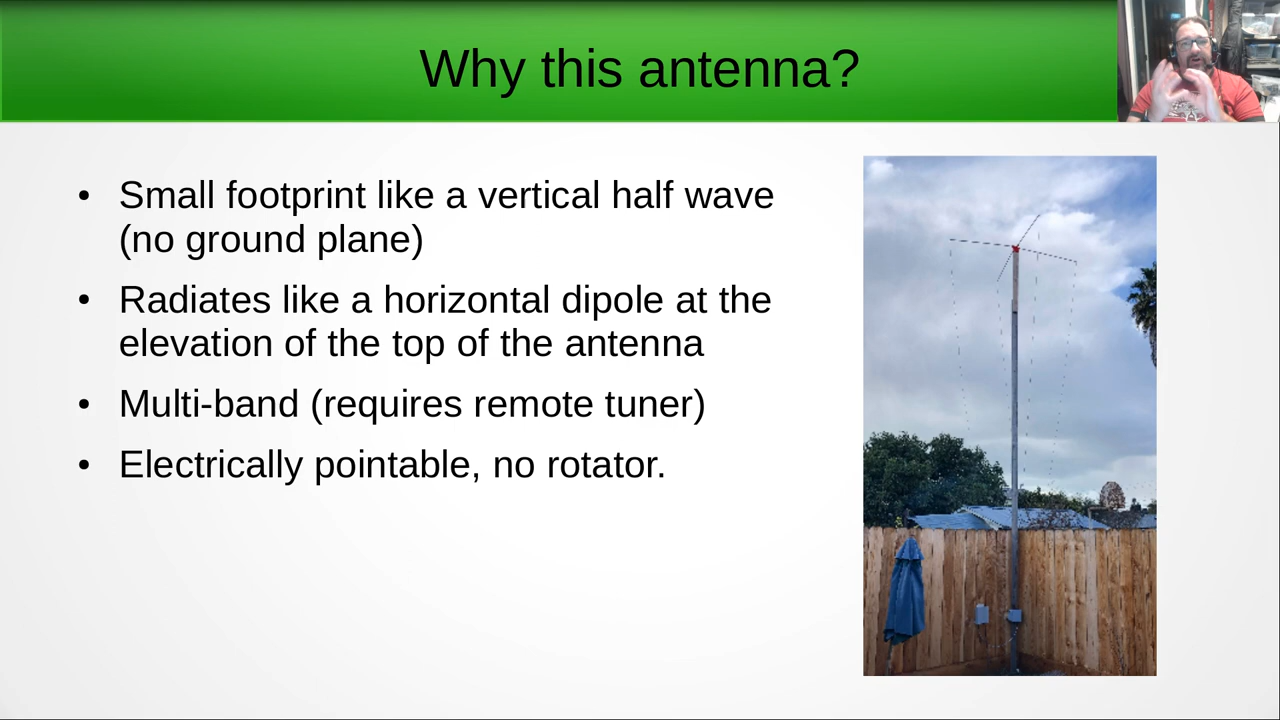 Why this antenna?
• Small footprint like a vertical half wave
(no ground plane)
• Radiates like a horizontal dipole at the
elevation of the top of the antenna
• Multi-band (requires remote tuner)
• Electrically pointable, no rotator.